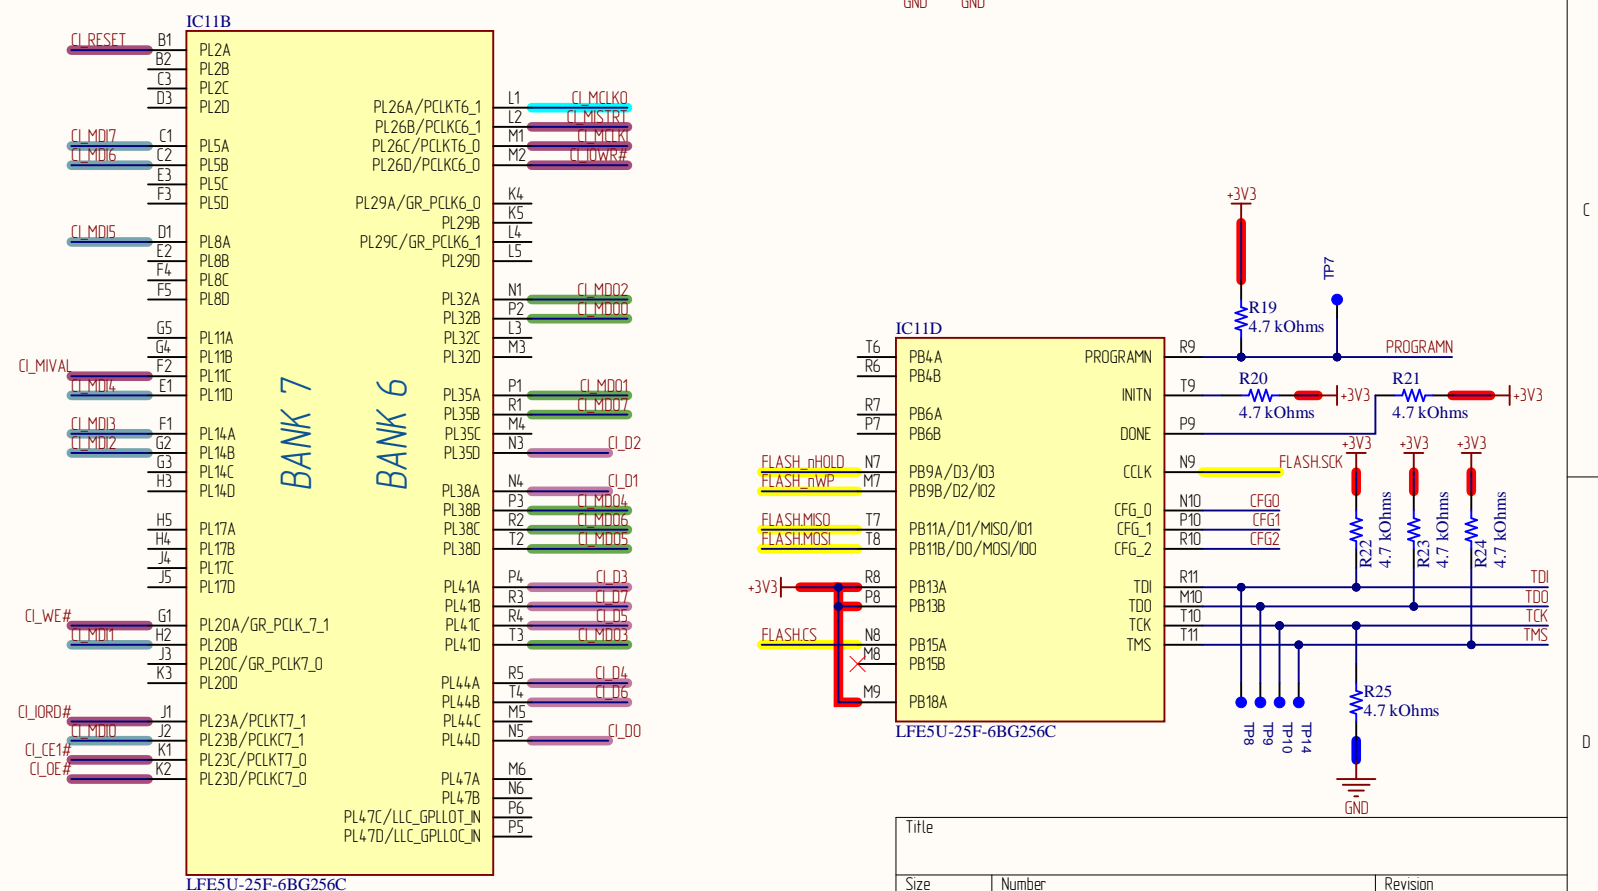 GND GND
IC11B
CI_RESET B1 PL2A
B2 PL2B
C3 PL2C
D3 PL2D
CI_MDI7 C1 PL5A
CI_MDI6 C2 PL5B
E3 PL5C
F3 PL5D
CI_MDI5 D1 PL8A
E2 PL8B
F4 PL8C
F5 PL8D
G5 PL11A
G4 PL11B
CI_MIVAL F2 PL11C
CI_MDI4 E1 PL11D
CI_MDI3 F1 PL14A
CI_MDI2 G2 PL14B
G3 PL14C
H3 PL14D
H5 PL17A
H4 PL17B
J4 PL17C
J5 PL17D
CI_WE# G1 PL20A/GR_PCLK_7_1
CI_MDI1 H2 PL20B
J3 PL20C/GR_PCLK7_0
K3 PL20D
CI_IORD# J1 PL23A/PCLKT7_1
CI_MDI0 J2 PL23B/PCLKC7_1
CI_CE1# K1 PL23C/PCLKT7_0
CI_OE# K2 PL23D/PCLKC7_0
BANK 7
BANK 6
PL26A/PCLKT6_1 L1 CI_MCLKO
PL26B/PCLKC6_1 L2 CI_MISTRT
PL26C/PCLKT6_0 M1 CI_MCLKI
PL26D/PCLKC6_0 M2 CI_IOWR#
PL29A/GR_PCLK6_0 K4
PL29B K5
PL29C/GR_PCLK6_1 L4
PL29D L5
PL32A N1 CI_MDO2
PL32B P2 CI_MDO0
PL32C L3
PL32D M3
PL35A P1 CI_MDO1
PL35B R1 CI_MDO7
PL35C M4
PL35D N3 CI_D2
PL38A N4 CI_D1
PL38B P3 CI_MDO4
PL38C R2 CI_MDO6
PL38D T2 CI_MDO5
PL41A P4 CI_D3
PL41B R3 CI_D7
PL41C R4 CI_D5
PL41D T3 CI_MDO3
PL44A R5 CI_D4
PL44B T4 CI_D6
PL44C M5
PL44D N5 CI_D0
PL47A M6
PL47B N6
PL47C/LLC_GPLL0T_IN P6
PL47D/LLC_GPLL0C_IN P5
LFE5U-25F-6BG256C
IC11D
T6 PB4A
R6 PB4B
R7 PB6A
P7 PB6B
FLASH_nHOLD N7 PB9A/D3/IO3
FLASH_nWP M7 PB9B/D2/IO2
FLASH.MISO T7 PB11A/D1/MISO/IO1
FLASH.MOSI T8 PB11B/D0/MOSI/IO0
+3V3 R8 PB13A
P8 PB13B
FLASH.CS N8 PB15A
M8 PB15B
M9 PB18A
PROGRAMN R9 PROGRAMN
INITN T9
DONE P9
CCLK N9 FLASH.SCK
CFG_0 N10 CFG0
CFG_1 P10 CFG1
CFG_2 R10 CFG2
TDI R11 TDI
TDO M10 TDO
TCK T10 TCK
TMS T11 TMS
LFE5U-25F-6BG256C
+3V3
R19
4.7 kOhms
TP7
R20
4.7 kOhms
+3V3
R21
4.7 kOhms
+3V3
+3V3 +3V3 +3V3
R22
4.7 kOhms
R23
4.7 kOhms
R24
4.7 kOhms
TP8
TP9
TP10
TP14
R25
4.7 kOhms
GND
C
D
Title
Size Number Revision